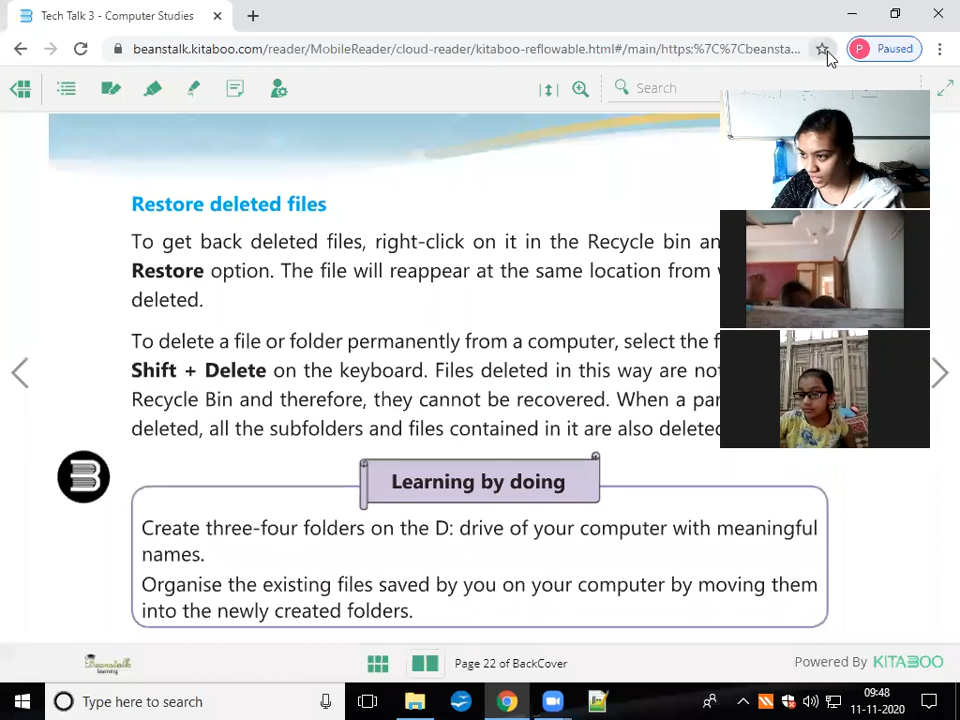 Tech Talk 3 - Computer Studies
beanstalk.kitaboo.com/reader/MobileReader/cloud-reader/kitaboo-reflowable.html#/main/https:%7C%7Cbeansta...
P Paused
Search
Restore deleted files
To get back deleted files, right-click on it in the Recycle bin an
Restore option. The file will reappear at the same location from
deleted.
To delete a file or folder permanently from a computer, select the
Shift + Delete on the keyboard. Files deleted in this way are
Recycle Bin and therefore, they cannot be recovered. When a
deleted, all the subfolders and files contained in it are also deleted
Learning by doing
Create three-four folders on the D: drive of your computer with meaningful
names.
Organise the existing files saved by you on your computer by moving them
into the newly created folders.
Beanstalk
learning
Page 22 of BackCover
Powered By KITABOO
Type here to search
09:48
11-11-2020